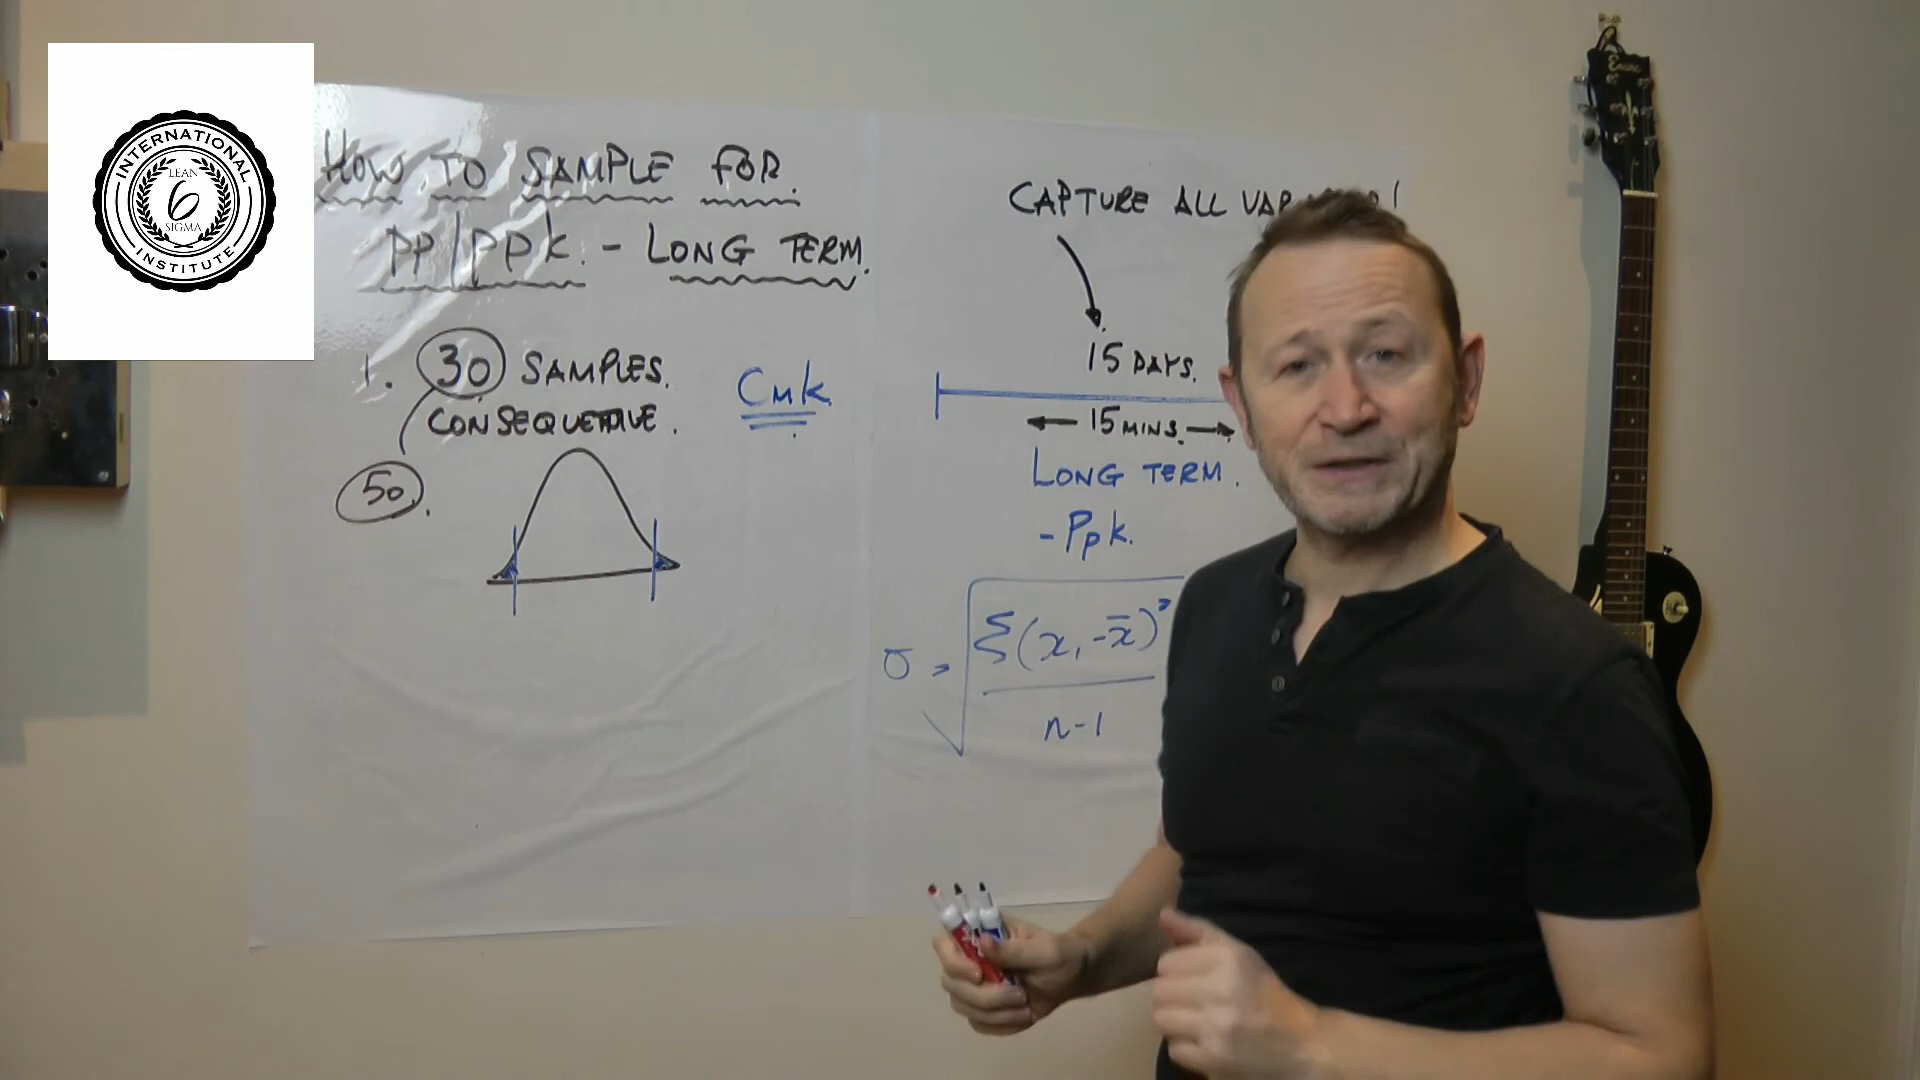 INTERNATIONAL
LEAN
6
SIGMA
INSTITUTE
HOW TO SAMPLE FOR.
PP/PPK. - LONG TERM.
1. 30 SAMPLES.
CONSEQUETIVE.
50.
Cmk.
CAPTURE ALL !
15 DAYS.
15 MINS.
LONG TERM.
- Ppk.
σ = √
Σ(x, - x̄)²
n-1
Encore